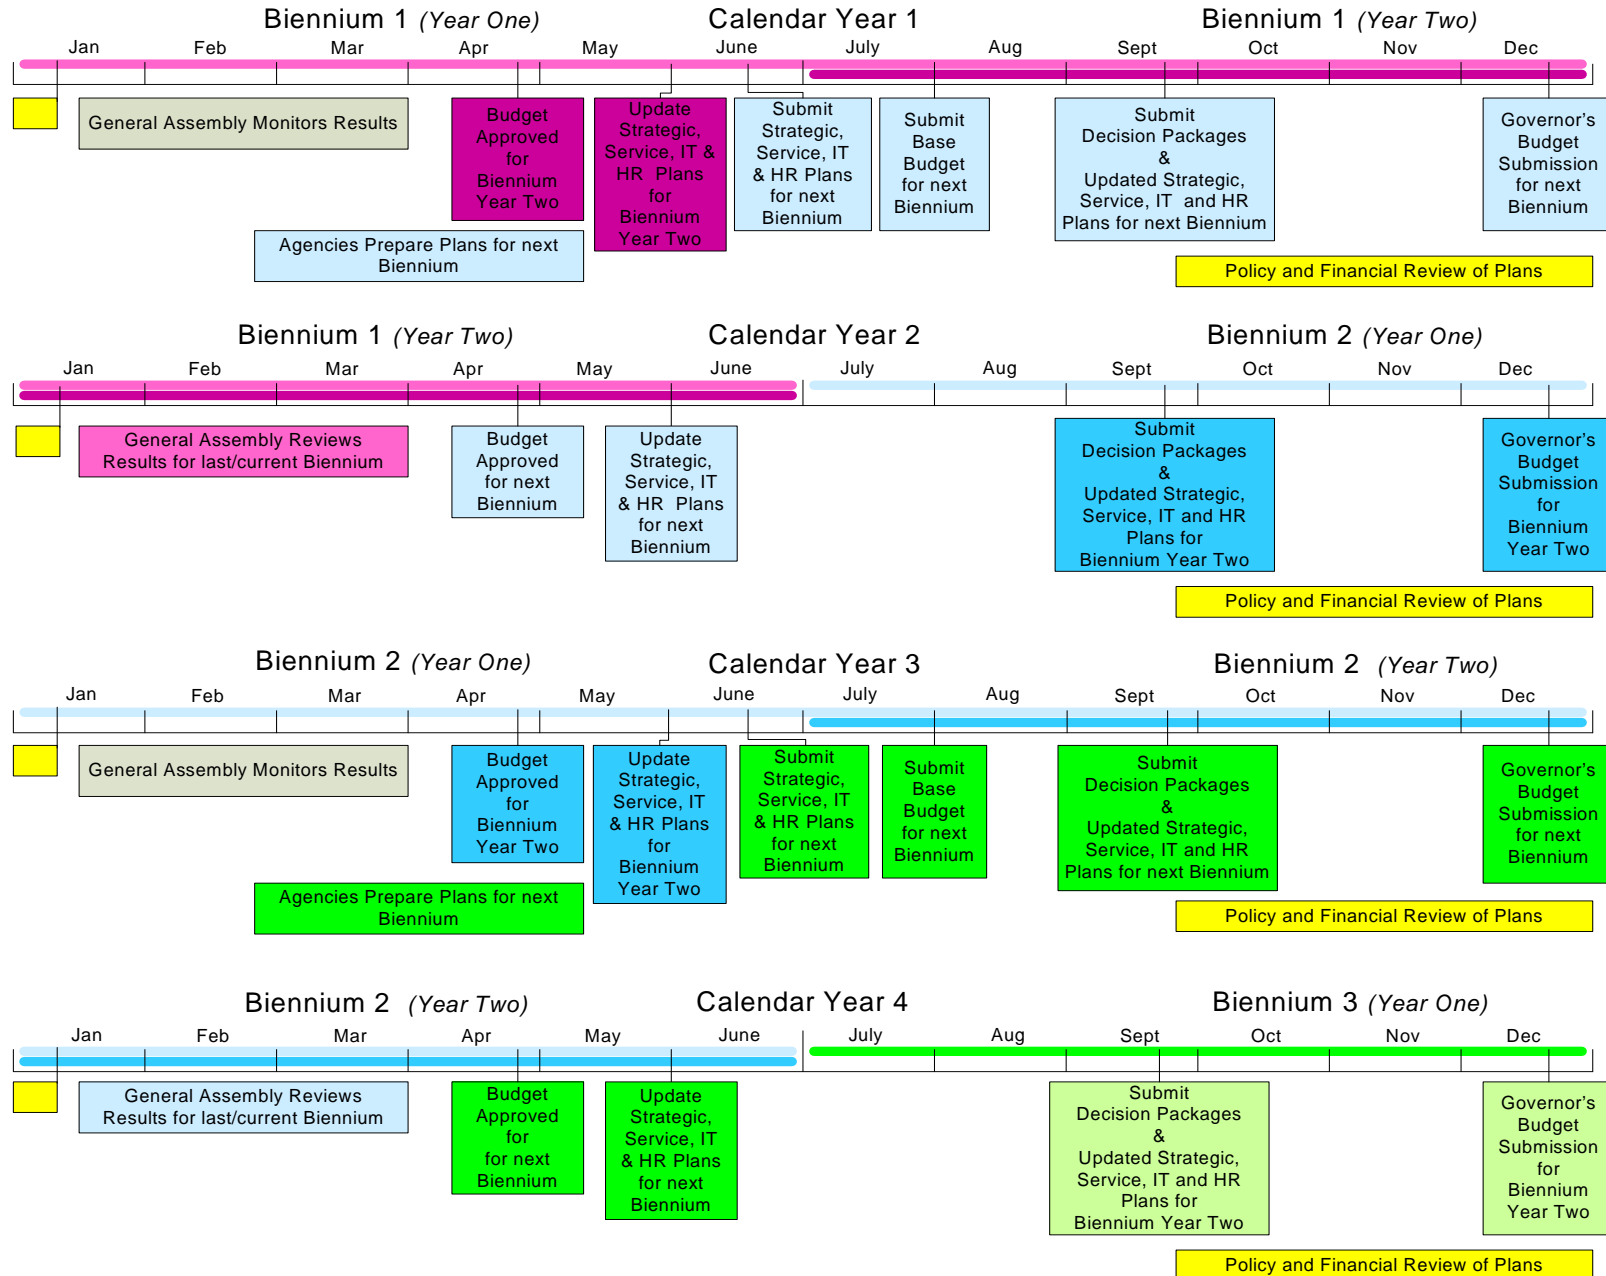 Biennium 1 (Year One)
Calendar Year 1
Biennium 1 (Year Two)
Jan Feb Mar Apr May June July Aug Sept Oct Nov Dec
General Assembly Monitors Results
Budget
Approved
for
Biennium
Year Two
Update
Strategic,
Service, IT &
HR Plans
for
Biennium
Year Two
Submit
Strategic,
Service, IT
& HR Plans
for next
Biennium
Submit
Base
Budget
for next
Biennium
Submit
Decision Packages
&
Updated Strategic,
Service, IT and HR
Plans for next Biennium
Governor's
Budget
Submission
for next
Biennium
Agencies Prepare Plans for next
Biennium
Policy and Financial Review of Plans
Biennium 1 (Year Two)
Calendar Year 2
Biennium 2 (Year One)
Jan Feb Mar Apr May June July Aug Sept Oct Nov Dec
General Assembly Reviews
Results for last/current Biennium
Budget
Approved
for next
Biennium
Update
Strategic,
Service, IT
& HR Plans
for next
Biennium
Submit
Decision Packages
&
Updated Strategic,
Service, IT and HR
Plans for
Biennium Year Two
Governor's
Budget
Submission
for
Biennium
Year Two
Policy and Financial Review of Plans
Biennium 2 (Year One)
Calendar Year 3
Biennium 2 (Year Two)
Jan Feb Mar Apr May June July Aug Sept Oct Nov Dec
General Assembly Monitors Results
Budget
Approved
for
Biennium
Year Two
Update
Strategic,
Service, IT
& HR Plans
for
Biennium
Year Two
Submit
Strategic,
Service, IT
& HR Plans
for next
Biennium
Submit
Base
Budget
for next
Biennium
Submit
Decision Packages
&
Updated Strategic,
Service, IT and HR
Plans for next Biennium
Governor's
Budget
Submission
for next
Biennium
Agencies Prepare Plans for next
Biennium
Policy and Financial Review of Plans
Biennium 2 (Year Two)
Calendar Year 4
Biennium 3 (Year One)
Jan Feb Mar Apr May June July Aug Sept Oct Nov Dec
General Assembly Reviews
Results for last/current Biennium
Budget
Approved
for
for next
Biennium
Update
Strategic,
Service, IT
& HR Plans
for next
Biennium
Submit
Decision Packages
&
Updated Strategic,
Service, IT and HR
Plans for
Biennium Year Two
Governor's
Budget
Submission
for
Biennium
Year Two
Policy and Financial Review of Plans